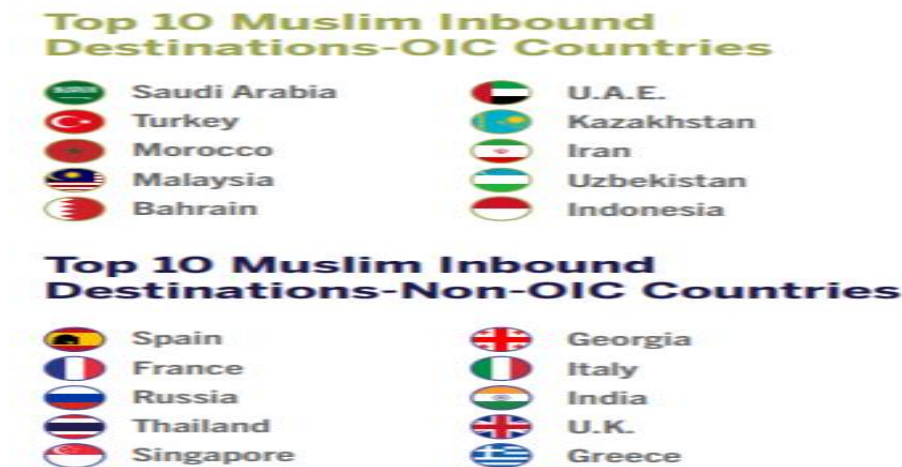 Top 10 Muslim Inbound
Destinations-OIC Countries
Saudi Arabia
Turkey
Morocco
Malaysia
Bahrain
U.A.E.
Kazakhstan
Iran
Uzbekistan
Indonesia
Top 10 Muslim Inbound
Destinations-Non-OIC Countries
Spain
France
Russia
Thailand
Singapore
Georgia
Italy
India
U.K.
Greece